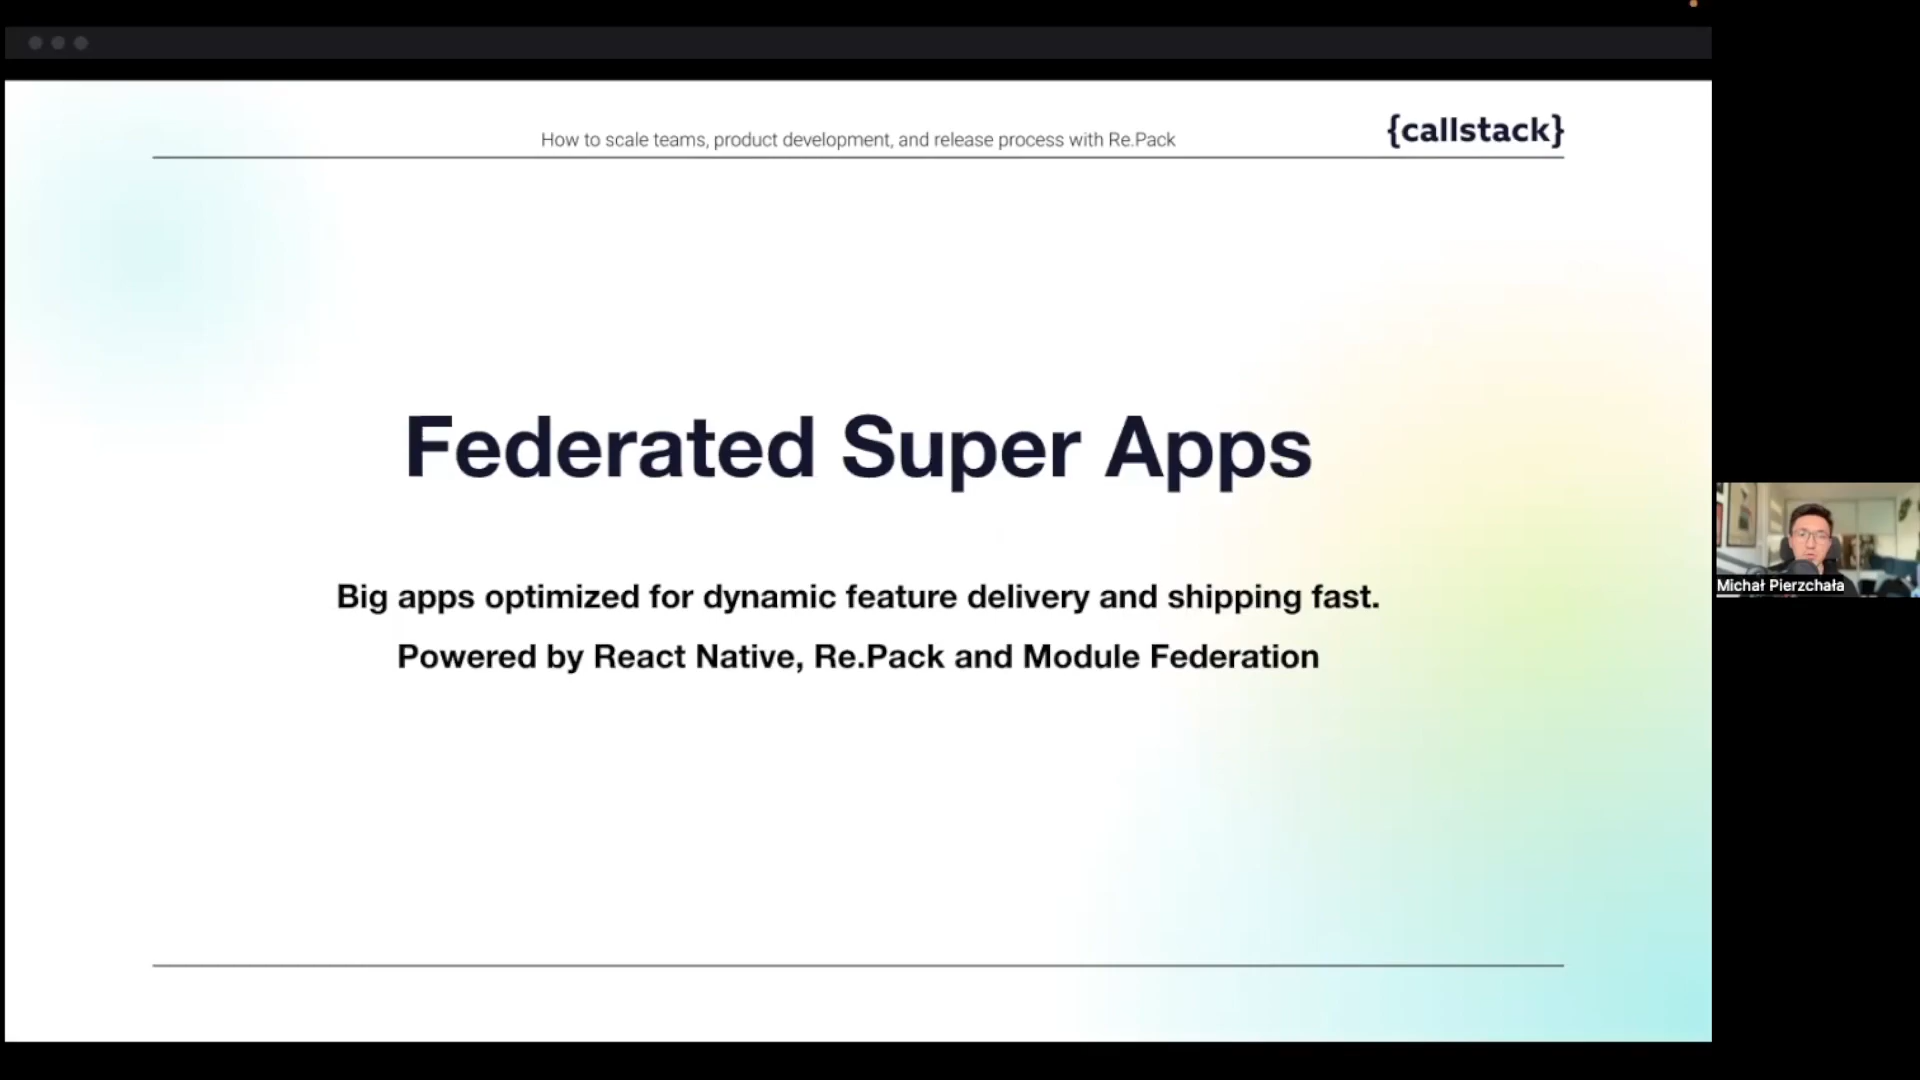 How to scale teams, product development, and release process with Re.Pack
{callstack}
Federated Super Apps
Big apps optimized for dynamic feature delivery and shipping fast.
Powered by React Native, Re.Pack and Module Federation
Michał Pierzchała